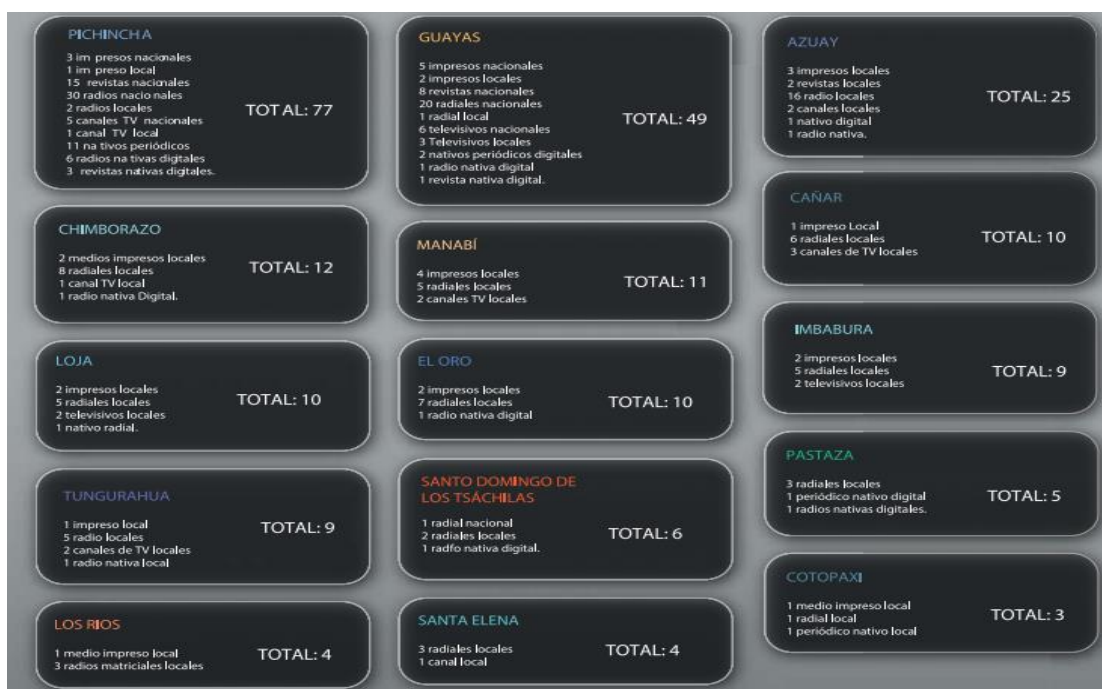 PICHINCHA
3 im presos nacionales
1 im preso local
15 revistas nacionales
30 radios nacio nales
2 radios locales
5 canales TV nacionales
1 canal TV local
11 na tivos periódicos
6 radios na tivas digitales
3 revistas nativas digitales.
TOTAL: 77
GUAYAS
5 impresos nacionales
2 impresos locales
8 revistas nacionales
20 radiales nacionales
1 radial local
6 televisivos nacionales
3 Televisivos locales
2 nativos periódicos digitales
1 radio nativa digital
1 revista nativa digital.
TOTAL: 49
AZUAY
3 impresos locales
2 revistas locales
16 radio locales
2 canales locales
1 nativo digital
1 radio nativa.
TOTAL: 25
CHIMBORAZO
2 medios impresos locales
8 radiales locales
1 canal TV local
1 radio nativa Digital.
TOTAL: 12
MANABÍ
4 impresos locales
5 radiales locales
2 canales TV locales
TOTAL: 11
CAÑAR
1 impreso Local
6 radiales locales
3 canales de TV locales
TOTAL: 10
LOJA
2 impresos locales
5 radiales locales
2 televisivos locales
1 nativo radial.
TOTAL: 10
EL ORO
2 impresos locales
7 radiales locales
1 radio nativa digital
TOTAL: 10
IMBABURA
2 impresos locales
5 radiales locales
2 televisivos locales
TOTAL: 9
TUNGURAHUA
1 impreso local
5 radio locales
2 canales de TV locales
1 radio nativa local
TOTAL: 9
SANTO DOMINGO DE
LOS TSÁCHILAS
1 radial nacional
2 radiales locales
1 radfo nativa digital.
TOTAL: 6
PASTAZA
3 radiales locales
1 periódico nativo digital
1 radios nativas digitales.
TOTAL: 5
LOS RIOS
1 medio impreso local
3 radios matriciales locales
TOTAL: 4
SANTA ELENA
3 radiales locales
1 canal local
TOTAL: 4
COTOPAXI
1 medio impreso local
1 radial local
1 periódico nativo local
TOTAL: 3